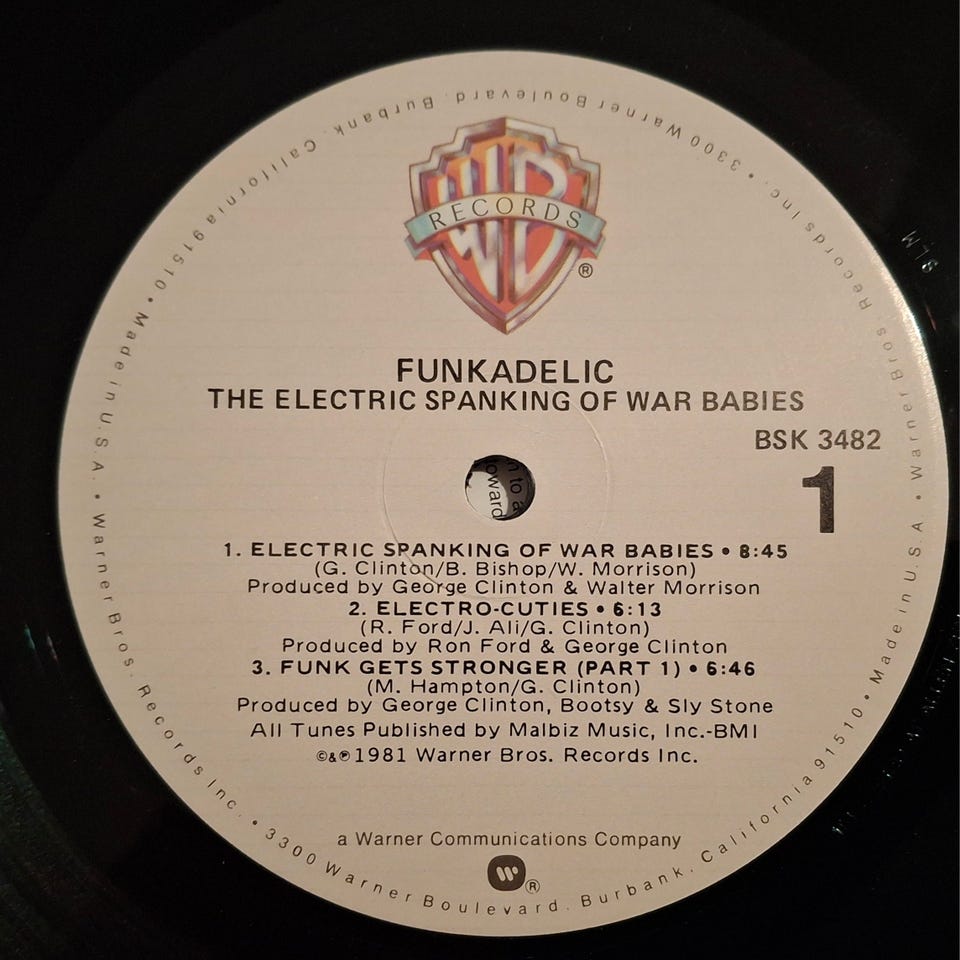 WB
RECORDS
®
FUNKADELIC
THE ELECTRIC SPANKING OF WAR BABIES
BSK 3482
1
to a
toward
1. ELECTRIC SPANKING OF WAR BABIES • 8:45
(G. Clinton/B. Bishop/W. Morrison)
Produced by George Clinton & Walter Morrison
2. ELECTRO-CUTIES • 6:13
(R. Ford/J. Ali/G. Clinton)
Produced by Ron Ford & George Clinton
3. FUNK GETS STRONGER (PART 1) • 6:46
(M. Hampton/G. Clinton)
Produced by George Clinton, Bootsy & Sly Stone
All Tunes Published by Malbiz Music, Inc.-BMI
©&℗1981 Warner Bros. Records Inc.
a Warner Communications Company
W®
Made in U.S.A. • Warner Bros. Records Inc. • 3300 Warner Boulevard. Burbank. California 91510 • Made in U.S.A. • Warner Bros. Records Inc. • 3300 Warner Boulevard. Burbank. California 91510 •
SLM